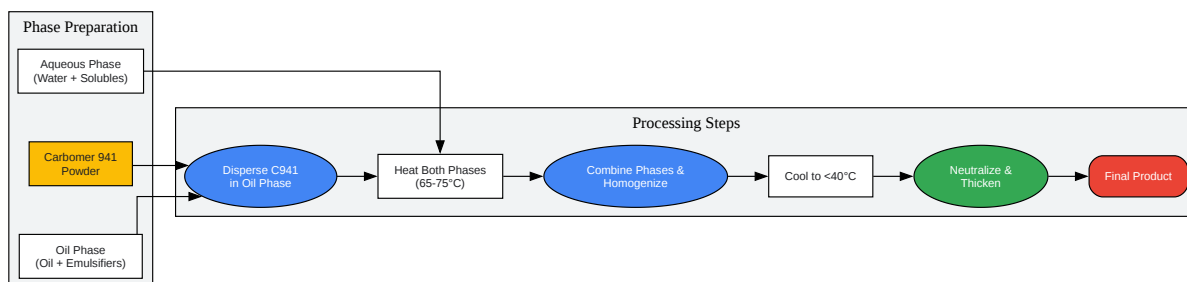 Phase Preparation
Aqueous Phase
(Water + Solubles)
Carbomer 941
Powder
Oil Phase
(Oil + Emulsifiers)
Processing Steps
Disperse C941
in Oil Phase
Heat Both Phases
(65-75°C)
Combine Phases &
Homogenize
Cool to <40°C
Neutralize &
Thicken
Final Product